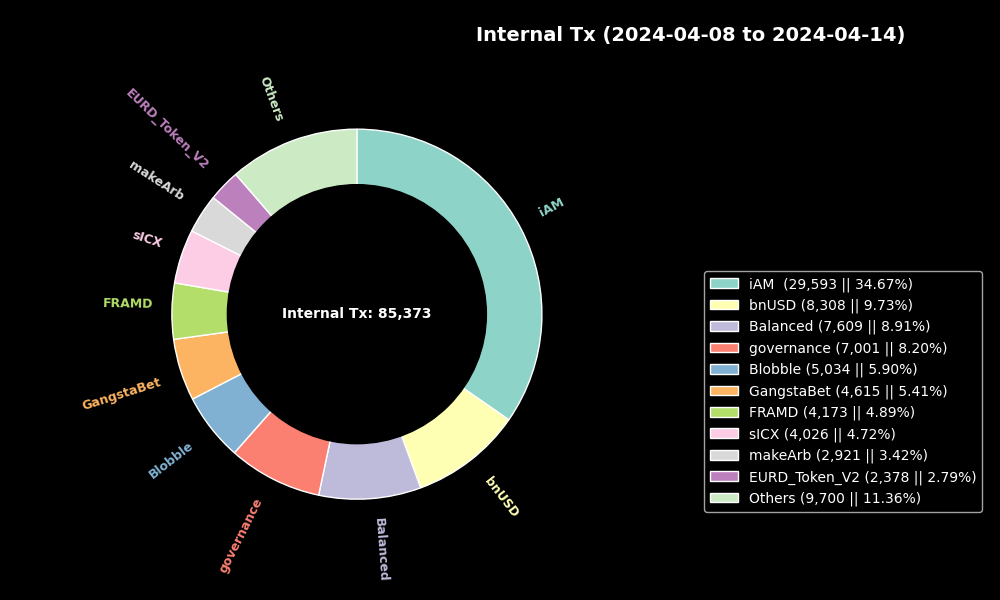 Internal Tx (2024-04-08 to 2024-04-14)
Others
EURD_Token_V2
makeArb
iAM
sICX
FRAMD
Internal Tx: 85,373
GangstaBet
Blobble
bnUSD
governance
Balanced
iAM (29,593 || 34.67%)
bnUSD (8,308 || 9.73%)
Balanced (7,609 || 8.91%)
governance (7,001 || 8.20%)
Blobble (5,034 || 5.90%)
GangstaBet (4,615 || 5.41%)
FRAMD (4,173 || 4.89%)
sICX (4,026 || 4.72%)
makeArb (2,921 || 3.42%)
EURD_Token_V2 (2,378 || 2.79%)
Others (9,700 || 11.36%)